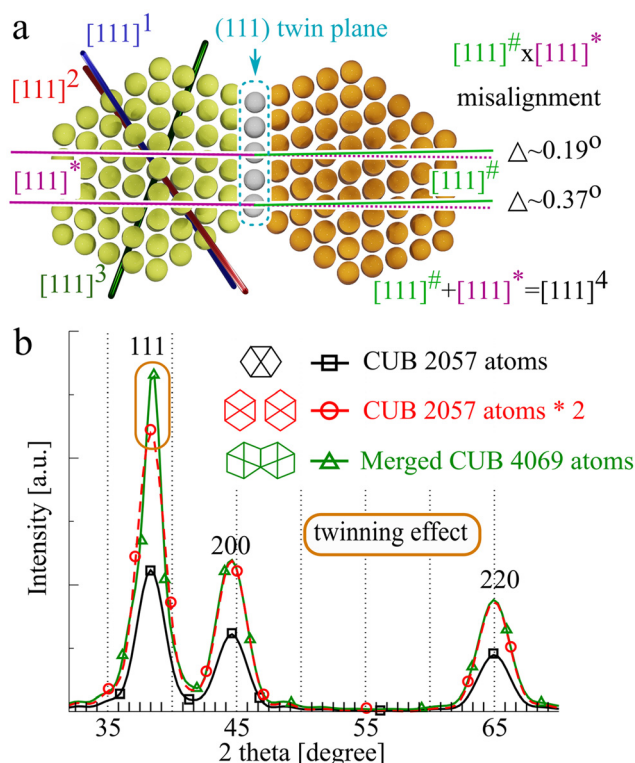 a
[111]¹
(111) twin plane
[111]#x[111]*
[111]²
misalignment
△~0.19º
[111]*
[111]#
△~0.37º
[111]³
[111]#+[111]*=[111]⁴
b
111
CUB 2057 atoms
CUB 2057 atoms * 2
Merged CUB 4069 atoms
twinning effect
200
220
Intensity [a.u.]
35 45 55 65
2 theta [degree]